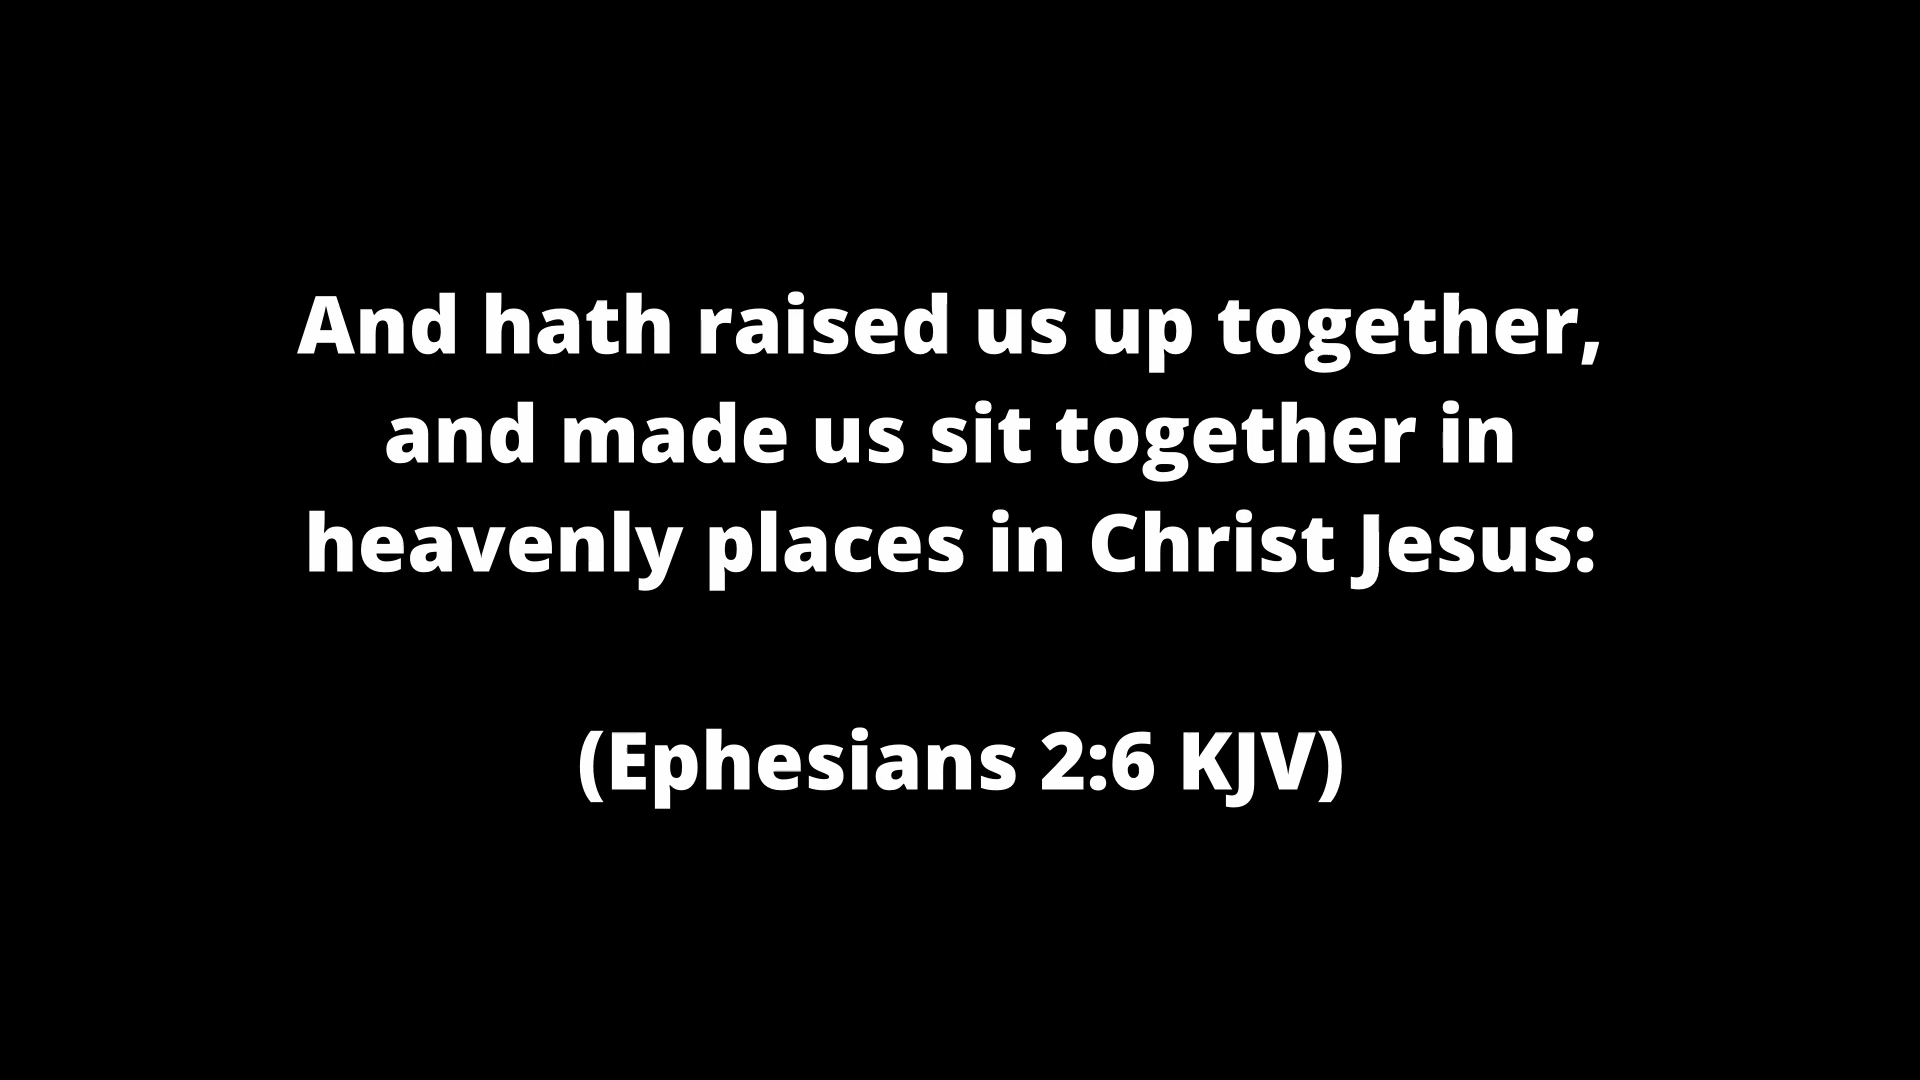 And hath raised us up together,
and made us sit together in
heavenly places in Christ Jesus:
(Ephesians 2:6 KJV)